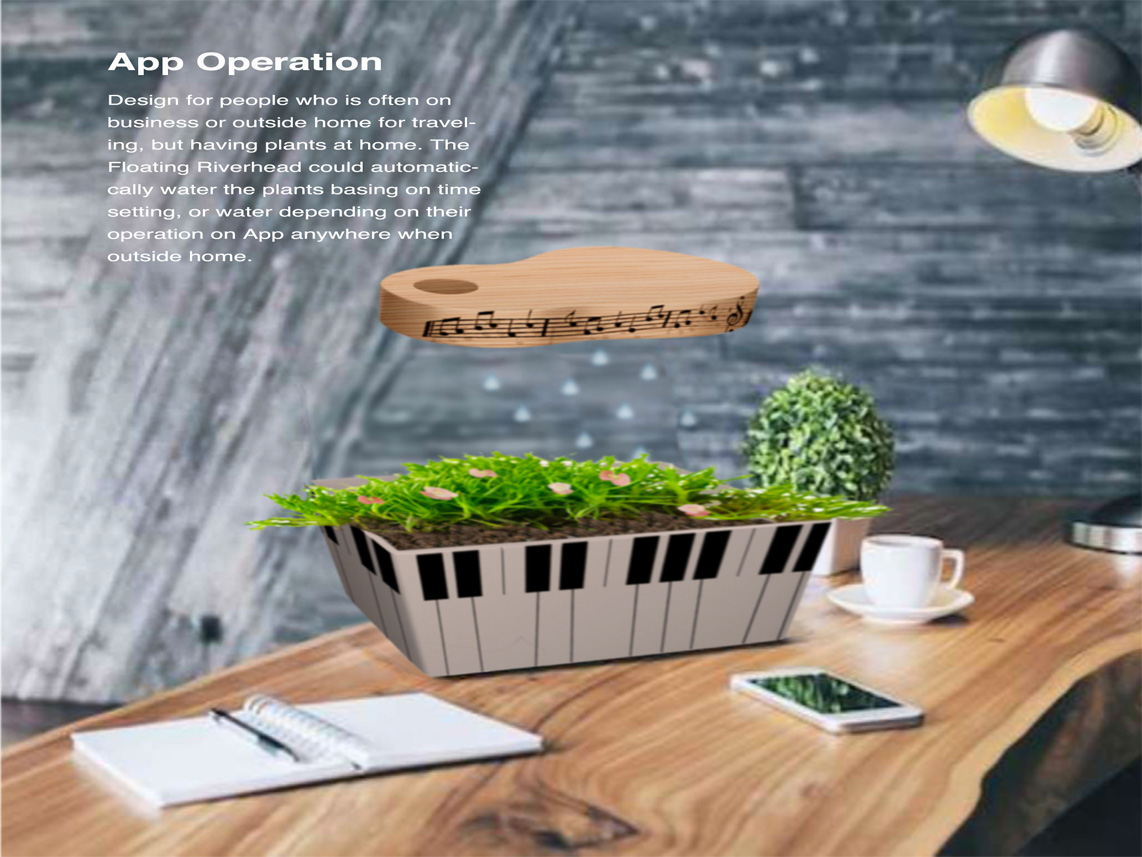 App Operation
Design for people who is often on
business or outside home for travel-
ing, but having plants at home. The
Floating Riverhead could automatic-
cally water the plants basing on time
setting, or water depending on their
operation on App anywhere when
outside home.